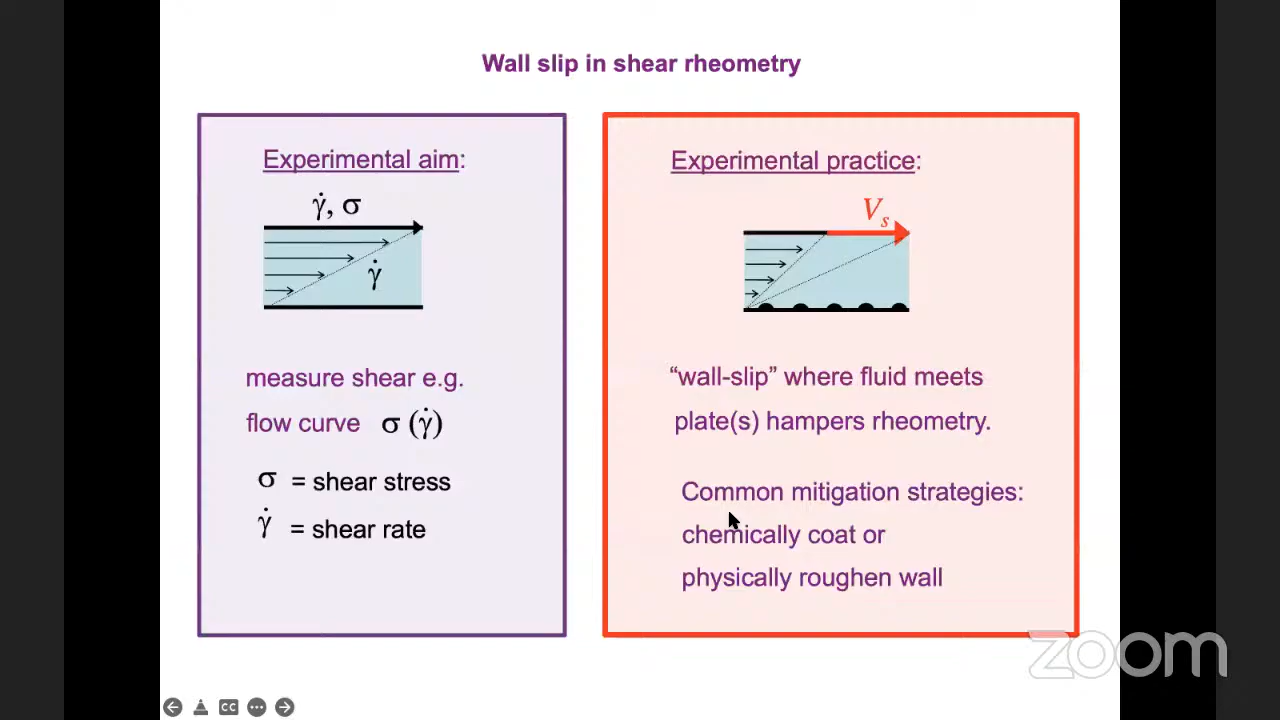 Wall slip in shear rheometry
Experimental aim:
γ̇, σ
γ̇
measure shear e.g.
flow curve σ (γ̇)
σ = shear stress
γ̇ = shear rate
Experimental practice:
Vs
“wall-slip” where fluid meets
plate(s) hampers rheometry.
Common mitigation strategies:
chemically coat or
physically roughen wall
zoom
CC